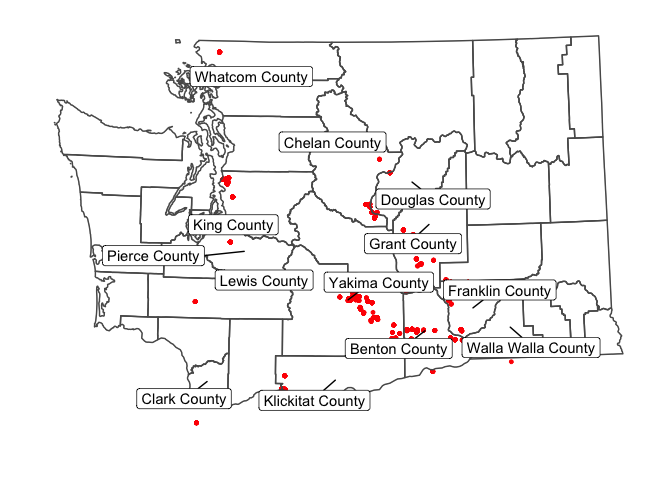 Whatcom County
Chelan County
Douglas County
King County
Grant County
Pierce County
Lewis County
Yakima County
Franklin County
Benton County
Walla Walla County
Clark County
Klickitat County